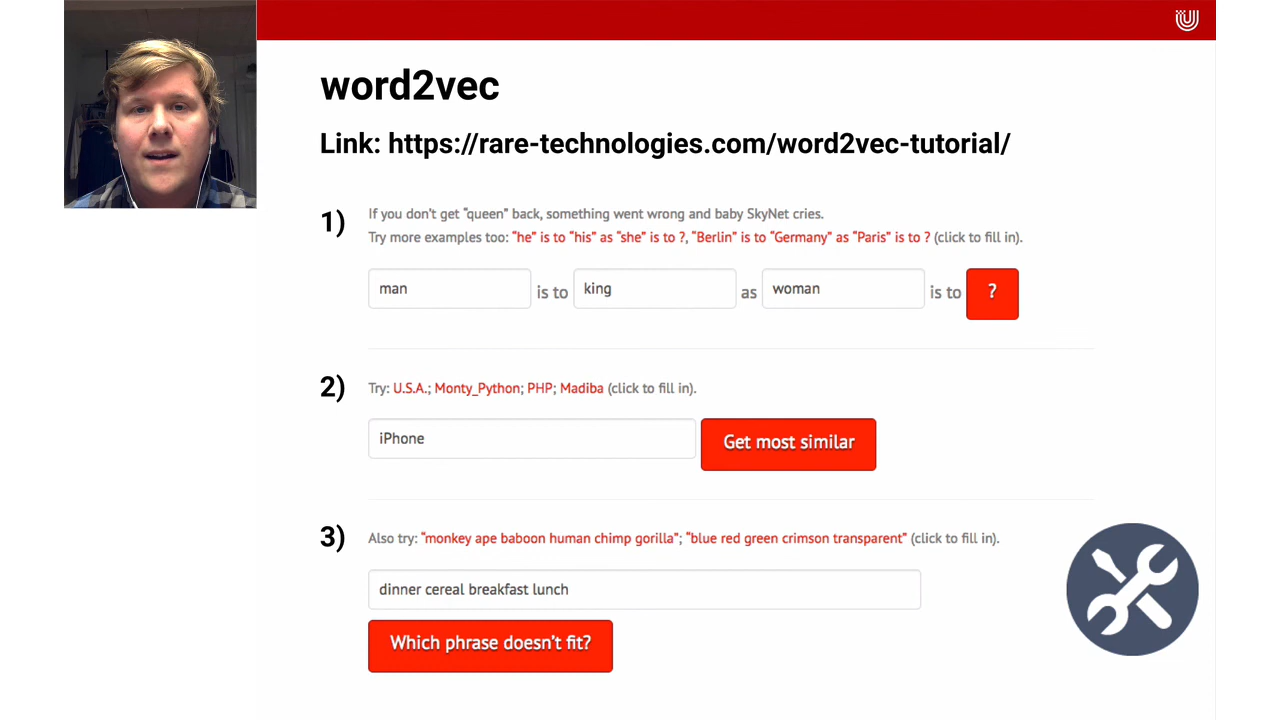 word2vec
Link: https://rare-technologies.com/word2vec-tutorial/
1)
If you don't get “queen” back, something went wrong and baby SkyNet cries.
Try more examples too: “he” is to “his” as “she” is to ?, “Berlin” is to “Germany” as “Paris” is to ? (click to fill in).
man is to king as woman is to ?
2)
Try: U.S.A.; Monty_Python; PHP; Madiba (click to fill in).
iPhone Get most similar
3)
Also try: “monkey ape baboon human chimp gorilla”; “blue red green crimson transparent” (click to fill in).
dinner cereal breakfast lunch
Which phrase doesn't fit?